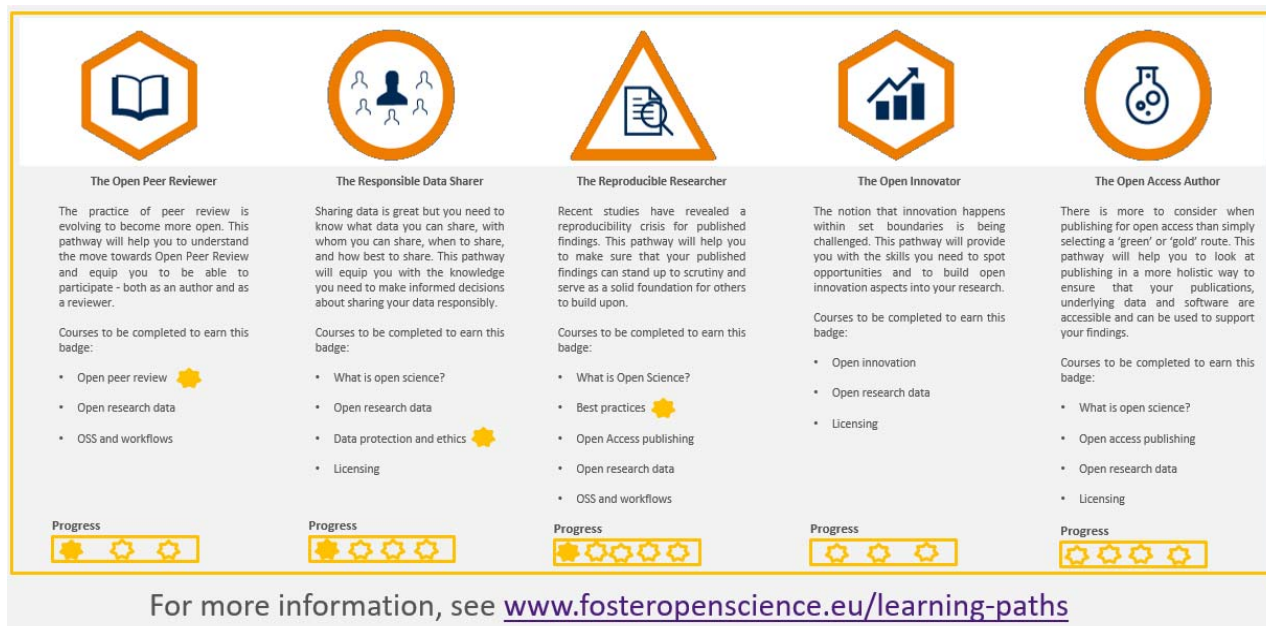 The Open Peer Reviewer
The practice of peer review is
evolving to become more open. This
pathway will help you to understand
the move towards Open Peer Review
and equip you to be able to
participate - both as an author and as
a reviewer.
Courses to be completed to earn this
badge:
• Open peer review
• Open research data
• OSS and workflows
Progress
The Responsible Data Sharer
Sharing data is great but you need to
know what data you can share, with
whom you can share, when to share,
and how best to share. This pathway
will equip you with the knowledge
you need to make informed decisions
about sharing your data responsibly.
Courses to be completed to earn this
badge:
• What is open science?
• Open research data
• Data protection and ethics
• Licensing
Progress
The Reproducible Researcher
Recent studies have revealed a
reproducibility crisis for published
findings. This pathway will help you
to make sure that your published
findings can stand up to scrutiny and
serve as a solid foundation for others
to build upon.
Courses to be completed to earn this
badge:
• What is Open Science?
• Best practices
• Open Access publishing
• Open research data
• OSS and workflows
Progress
The Open Innovator
The notion that innovation happens
within set boundaries is being
challenged. This pathway will provide
you with the skills you need to spot
opportunities and to build open
innovation aspects into your research.
Courses to be completed to earn this
badge:
• Open innovation
• Open research data
• Licensing
Progress
The Open Access Author
There is more to consider when
publishing for open access than simply
selecting a ‘green’ or ‘gold’ route. This
pathway will help you to look at
publishing in a more holistic way to
ensure that your publications,
underlying data and software are
accessible and can be used to support
your findings.
Courses to be completed to earn this
badge:
• What is open science?
• Open access publishing
• Open research data
• Licensing
Progress
For more information, see www.fosteropenscience.eu/learning-paths